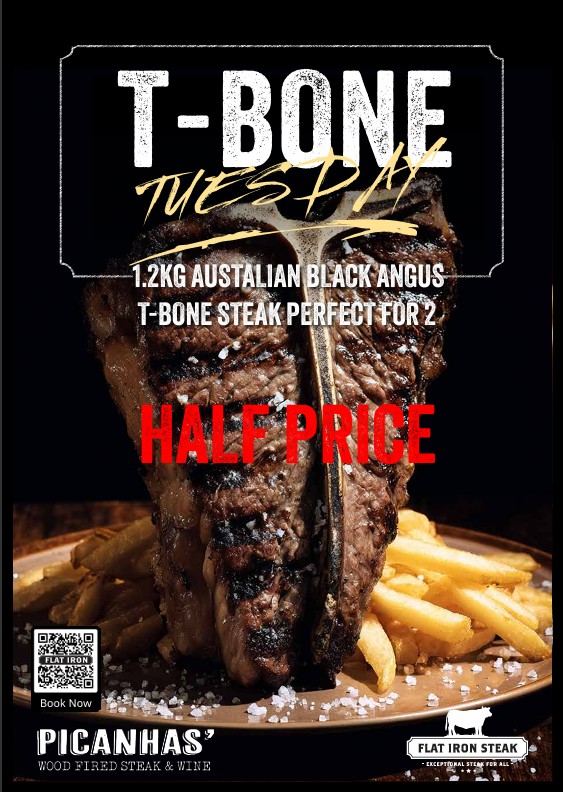 T-BONE
TUESDAY
1.2KG AUSTALIAN BLACK ANGUS
T-BONE STEAK PERFECT FOR 2
HALF PRICE
FLAT IRON
Book Now
PICANHAS'
WOOD FIRED STEAK & WINE
FLAT IRON STEAK
- EXCEPTIONAL STEAK FOR ALL -